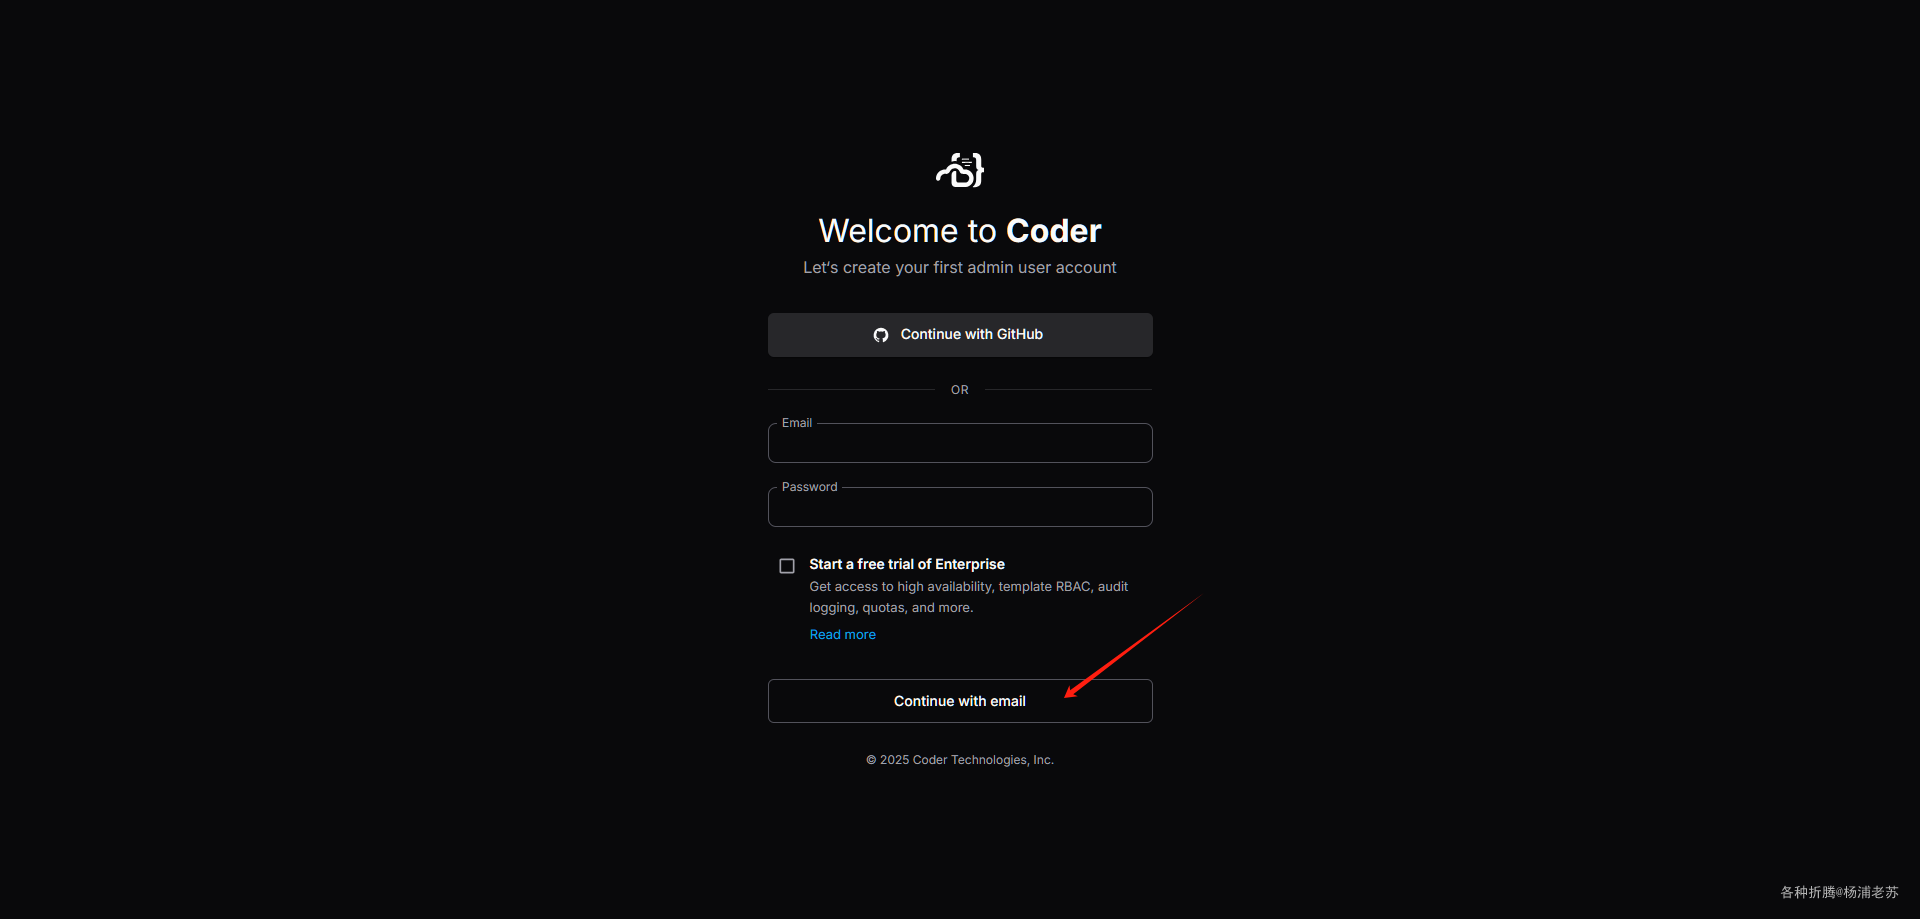 Welcome to Coder
Let's create your first admin user account
Continue with GitHub
OR
Email
Password
Start a free trial of Enterprise
Get access to high availability, template RBAC, audit
logging, quotas, and more.
Read more
Continue with email
© 2025 Coder Technologies, Inc.
各种折腾@杨浦老苏